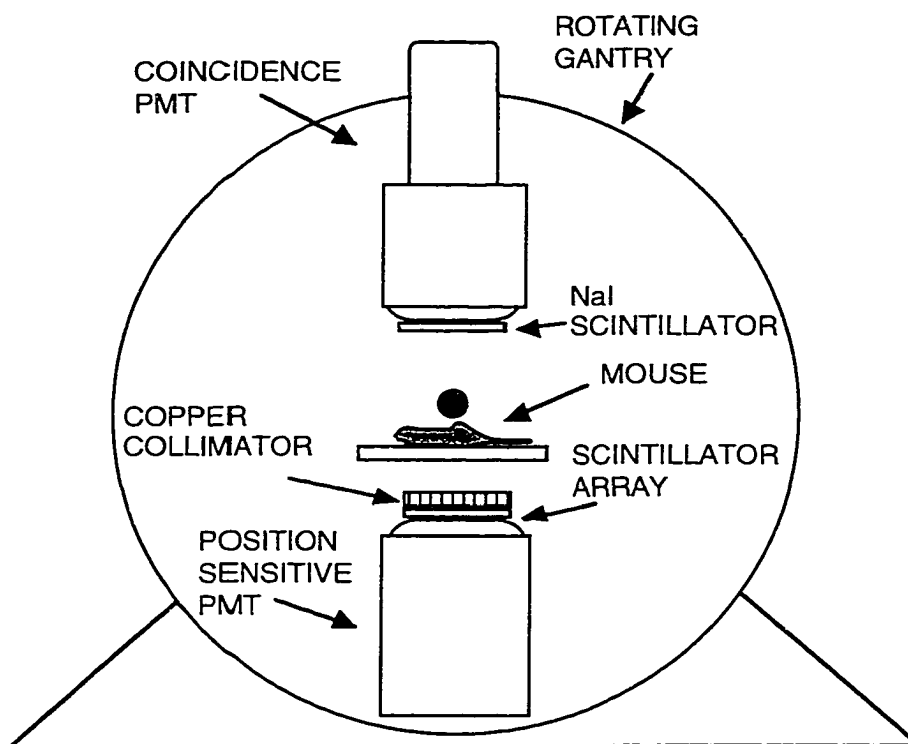 ROTATING
GANTRY
COINCIDENCE
PMT
NaI
SCINTILLATOR
MOUSE
COPPER
COLLIMATOR
SCINTILLATOR
ARRAY
POSITION
SENSITIVE
PMT